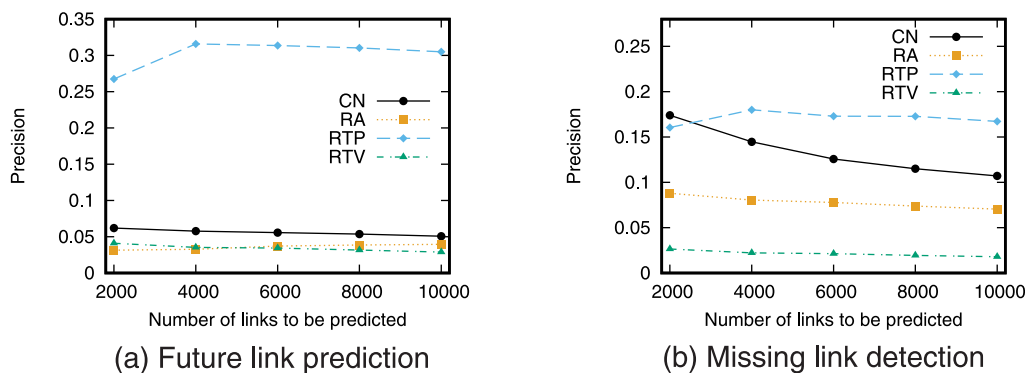 0.35
0.3
0.25
0.2
0.15
0.1
0.05
0
Precision
CN
RA
RTP
RTV
2000 4000 6000 8000 10000
Number of links to be predicted
(a) Future link prediction
0.25
0.2
0.15
0.1
0.05
0
Precision
CN
RA
RTP
RTV
2000 4000 6000 8000 10000
Number of links to be predicted
(b) Missing link detection